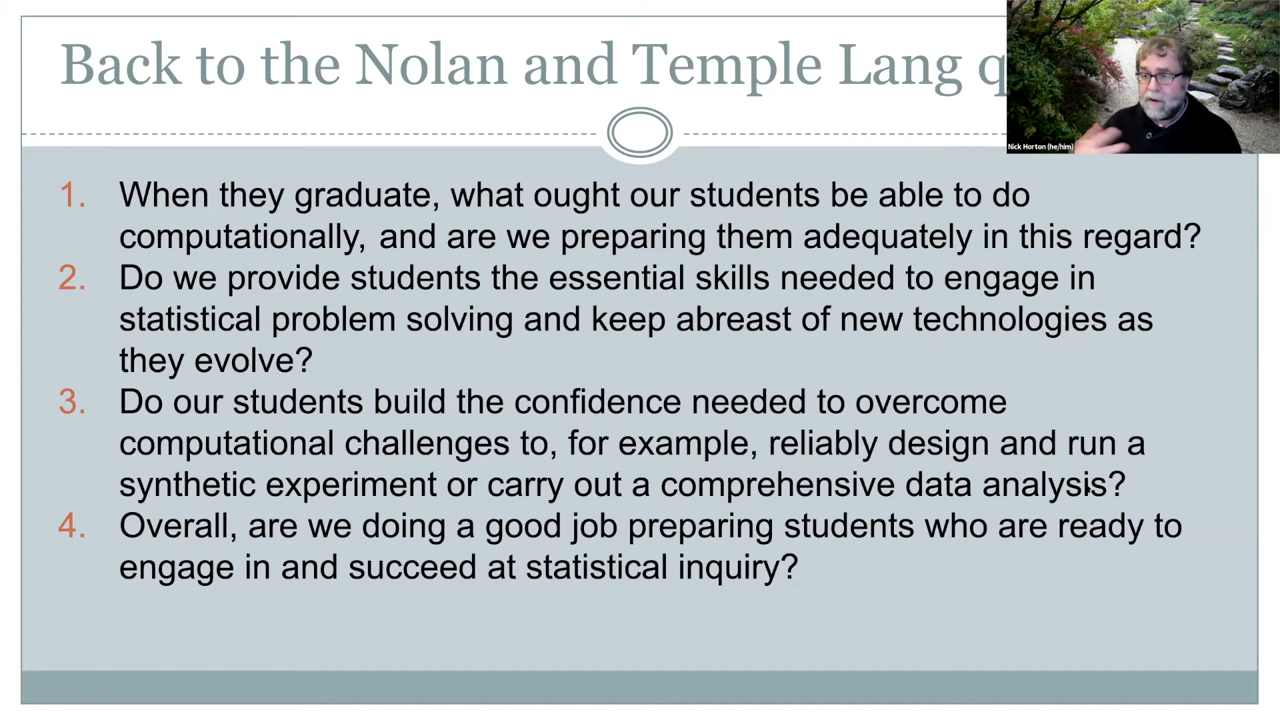 Back to the Nolan and Temple Lang
Nick Horton (he/him)
1. When they graduate, what ought our students be able to do
computationally, and are we preparing them adequately in this regard?
2. Do we provide students the essential skills needed to engage in
statistical problem solving and keep abreast of new technologies as
they evolve?
3. Do our students build the confidence needed to overcome
computational challenges to, for example, reliably design and run a
synthetic experiment or carry out a comprehensive data analysis?
4. Overall, are we doing a good job preparing students who are ready to
engage in and succeed at statistical inquiry?